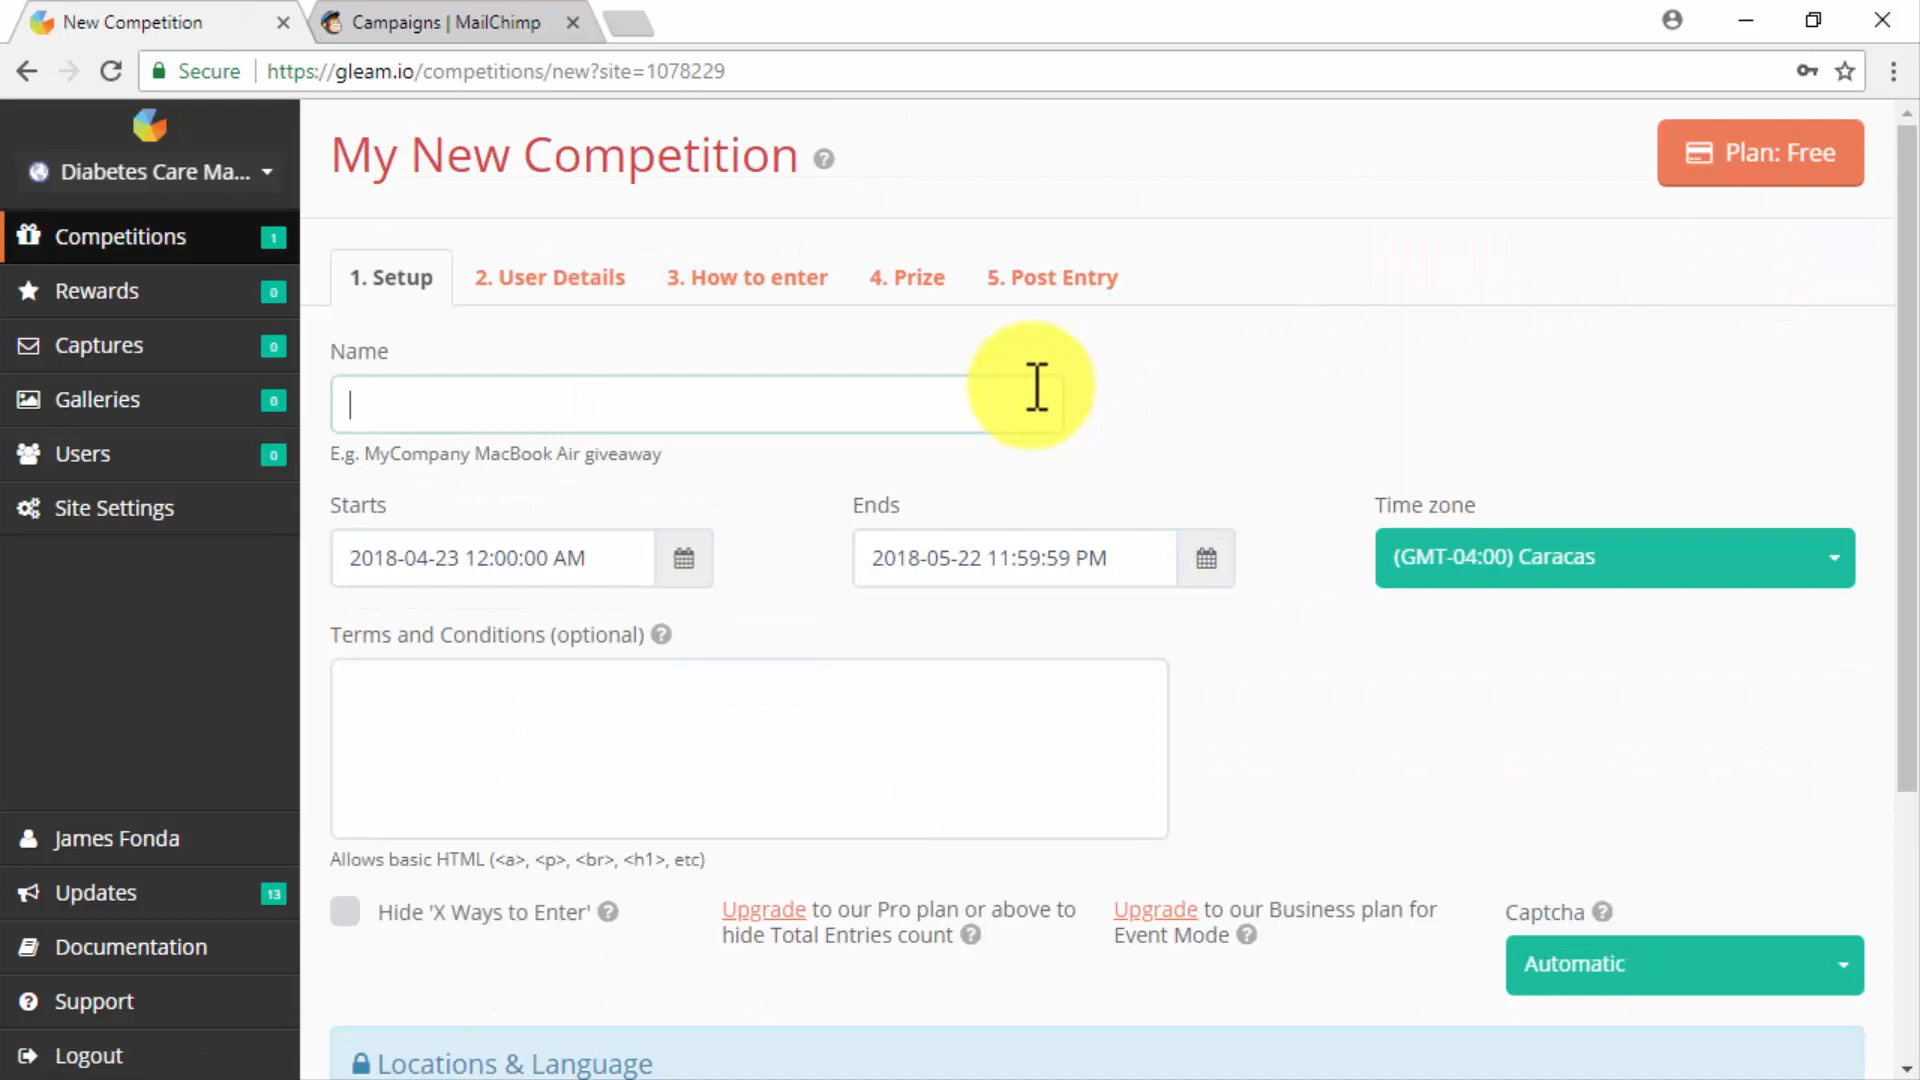 New Competition
Campaigns | MailChimp
Secure
https://gleam.io/competitions/new?site=1078229
Diabetes Care Ma...
Competitions 1
Rewards 0
Captures 0
Galleries 0
Users 0
Site Settings
James Fonda
Updates 13
Documentation
Support
Logout
My New Competition ?
Plan: Free
1. Setup
2. User Details
3. How to enter
4. Prize
5. Post Entry
Name
E.g. MyCompany MacBook Air giveaway
Starts
Ends
Time zone
2018-04-23 12:00:00 AM
2018-05-22 11:59:59 PM
(GMT-04:00) Caracas
Terms and Conditions (optional) ?
Allows basic HTML (<a>, <p>, <br>, <h1>, etc)
Hide 'X Ways to Enter' ?
Upgrade to our Pro plan or above to
hide Total Entries count ?
Upgrade to our Business plan for
Event Mode ?
Captcha ?
Automatic
Locations & Language